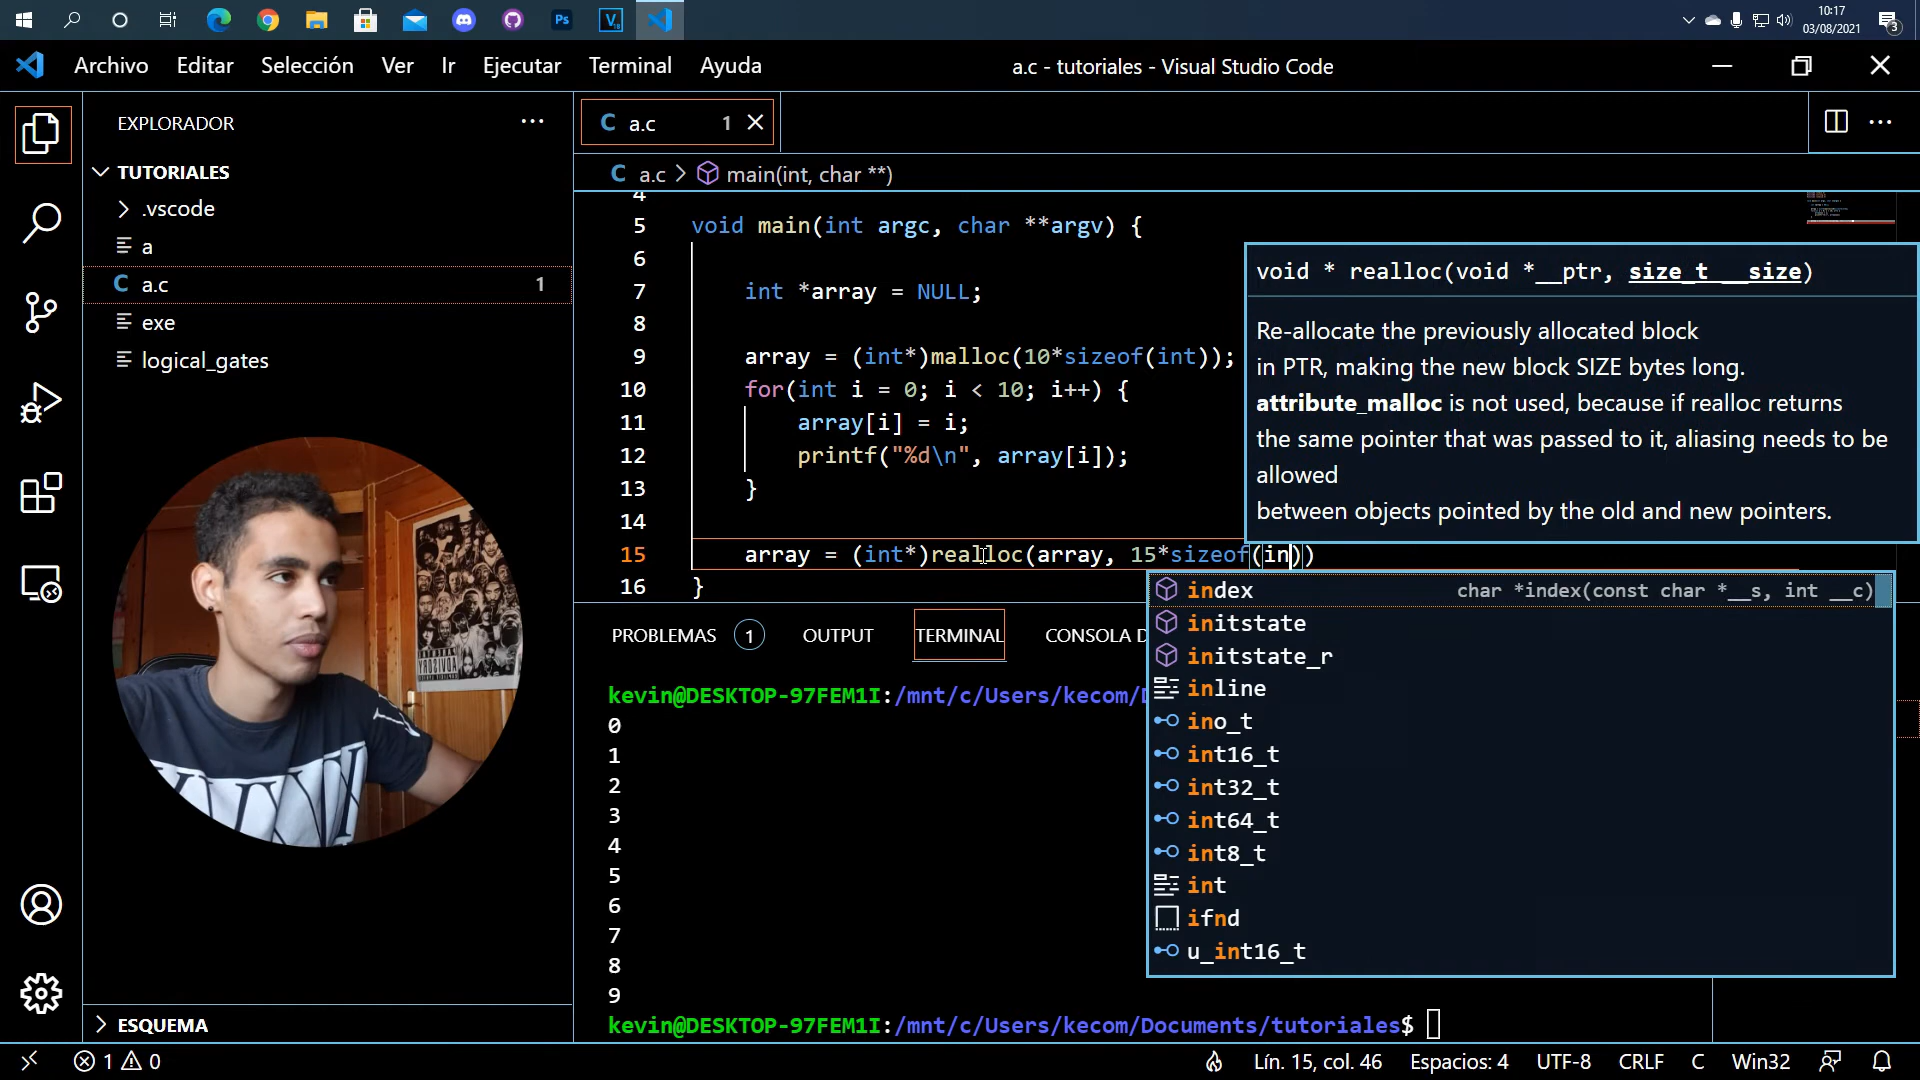 10:17
03/08/2021
3
Ps
Archivo Editar Selección Ver Ir Ejecutar Terminal Ayuda
a.c - tutoriales - Visual Studio Code
EXPLORADOR
TUTORIALES
.vscode
a
C a.c 1
exe
logical_gates
ESQUEMA
C a.c 1
C a.c > main(int, char **)
4
5 void main(int argc, char **argv) {
6
7 int *array = NULL;
8
9 array = (int*)malloc(10*sizeof(int));
10 for(int i = 0; i < 10; i++) {
11 array[i] = i;
12 printf("%d\n", array[i]);
13 }
14
15 array = (int*)realloc(array, 15*sizeof(in))
16 }
void * realloc(void *__ptr, size_t __size)
Re-allocate the previously allocated block
in PTR, making the new block SIZE bytes long.
attribute_malloc is not used, because if realloc returns
the same pointer that was passed to it, aliasing needs to be
allowed
between objects pointed by the old and new pointers.
index char *index(const char *__s, int __c)
initstate
initstate_r
inline
ino_t
int16_t
int32_t
int64_t
int8_t
int
ifnd
u_int16_t
PROBLEMAS 1 OUTPUT TERMINAL CONSOLA D
kevin@DESKTOP-97FEM1I:/mnt/c/Users/kecom/D
0
1
2
3
4
5
6
7
8
9
kevin@DESKTOP-97FEM1I:/mnt/c/Users/kecom/Documents/tutoriales$
1 0
Lín. 15, col. 46 Espacios: 4 UTF-8 CRLF C Win32